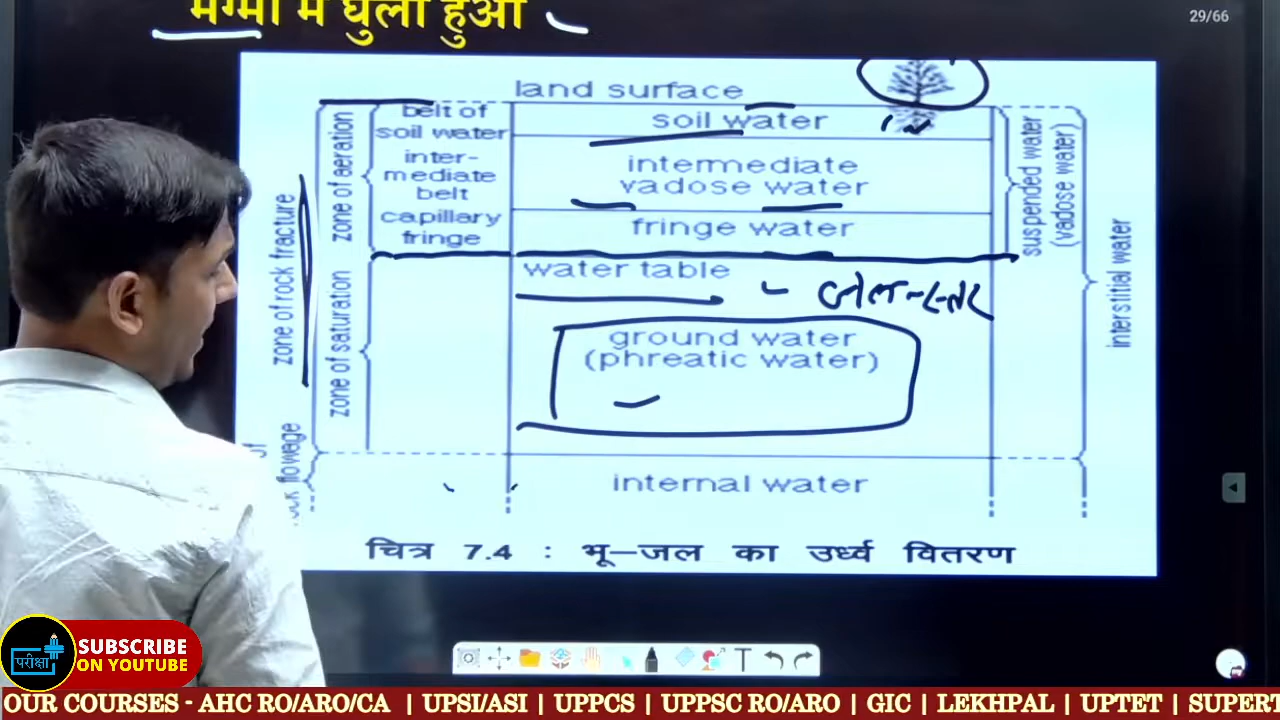 मैग्मा में घुला हुआ
29/66
land surface
belt of soil water
soil water
inter-mediate belt
intermediate vadose water
capillary fringe
fringe water
zone of aeration
zone of rock fracture
zone of saturation
suspended water (vadose water)
interstitial water
water table
जल-स्तर
ground water
(phreatic water)
flowage
internal water
चित्र 7.4 : भू–जल का उर्ध्व वितरण
परीक्षा
SUBSCRIBE
ON YOUTUBE
OUR COURSES - AHC RO/ARO/CA | UPSI/ASI | UPPCS | UPPSC RO/ARO | GIC | LEKHPAL | UPTET | SUPERT